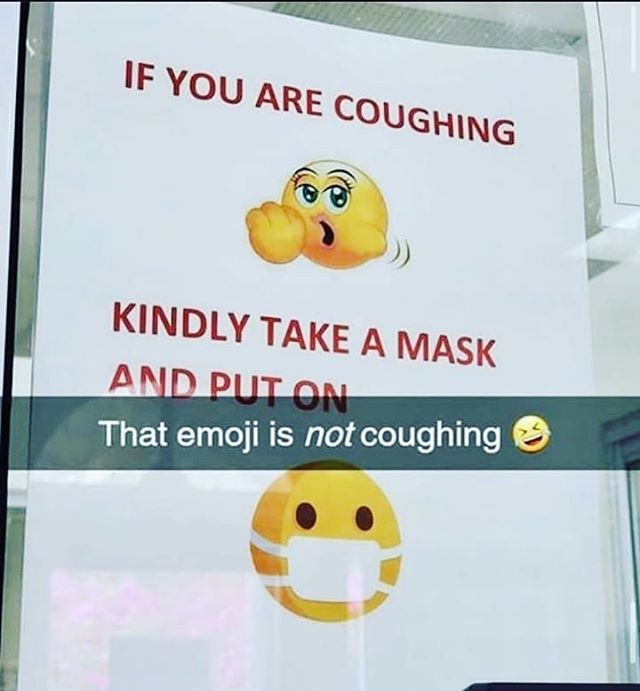 IF YOU ARE COUGHING
KINDLY TAKE A MASK
AND PUT ON
That emoji is not coughing 😆